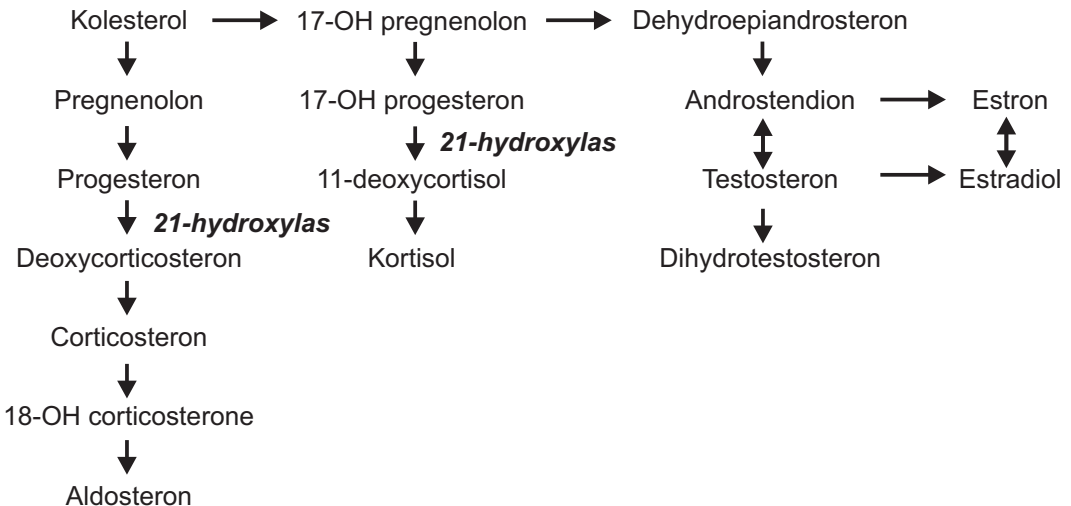 Kolesterol
17-OH pregnenolon
Dehydroepiandrosteron
Pregnenolon
17-OH progesteron
Androstendion
Estron
21-hydroxylas
Progesteron
11-deoxycortisol
Testosteron
Estradiol
21-hydroxylas
Deoxycorticosteron
Kortisol
Dihydrotestosteron
Corticosteron
18-OH corticosterone
Aldosteron